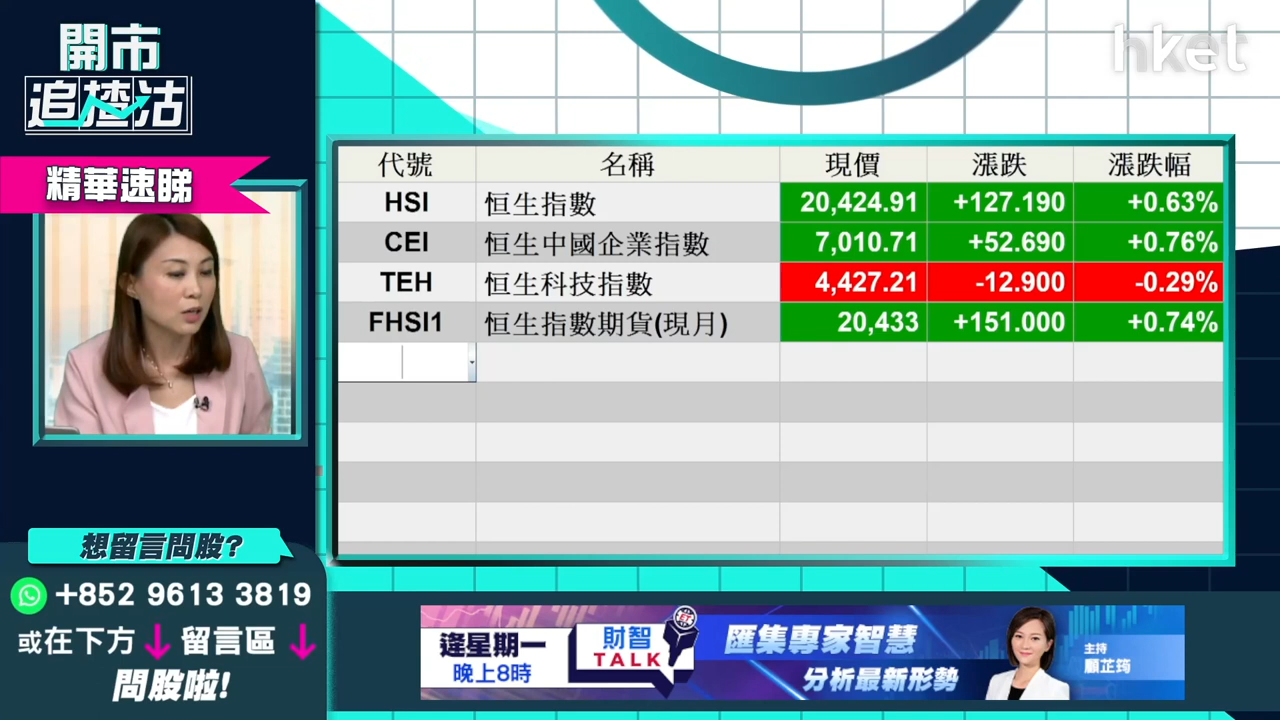 開市
追揸沽
精華速睇
想留言問股?
+852 9613 3819
或在下方 留言區
問股啦!
hket
代號 名稱 現價 漲跌 漲跌幅
HSI 恒生指數 20,424.91 +127.190 +0.63%
CEI 恒生中國企業指數 7,010.71 +52.690 +0.76%
TEH 恒生科技指數 4,427.21 -12.900 -0.29%
FHSI1 恒生指數期貨(現月) 20,433 +151.000 +0.74%
逢星期一
晚上8時
財智
TALK
匯集專家智慧
分析最新形勢
主持
顧芷筠